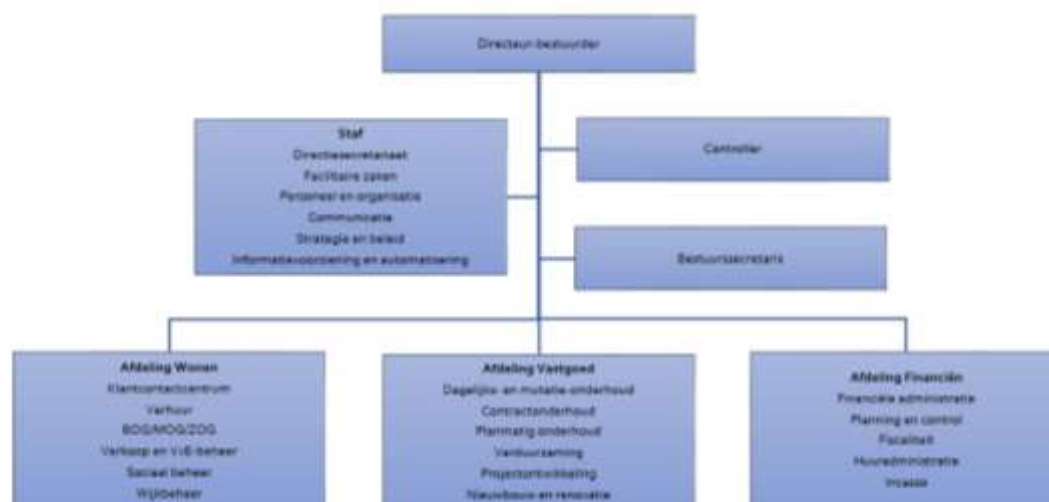 Directeur-bestuurder
Staf
Directiesecretariaat
Facilitaire zaken
Personeel en organisatie
Communicatie
Strategie en beleid
Informatievoorziening en automatisering
Controller
Bestuurssecretaris
Afdeling Wonen
Klantcontactcentrum
Verhuur
BOG/MOG/ZOG
Verkoop en VvE-beheer
Sociaal beheer
Wijkbeheer
Afdeling Vastgoed
Dagelijks- en mutatie-onderhoud
Contractonderhoud
Planmatig onderhoud
Verduurzaming
Projectontwikkeling
Nieuwbouw en renovatie
Afdeling Financiën
Financiële administratie
Planning en control
Fiscaliteit
Huuradministratie
Incasso